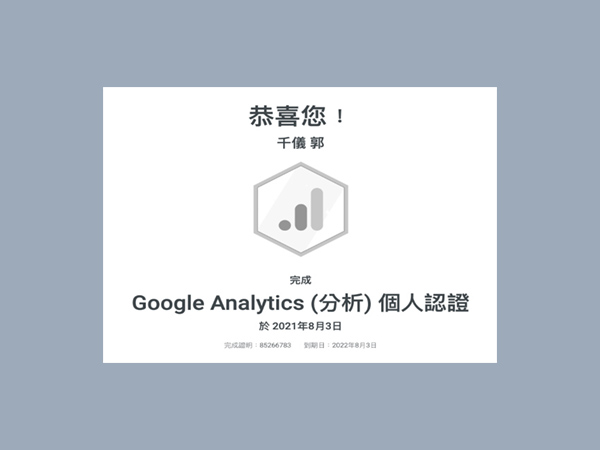 恭喜您！
千儀 郭
完成
Google Analytics (分析) 個人認證
於 2021年8月3日
完成證明：85266783 到期日：2022年8月3日